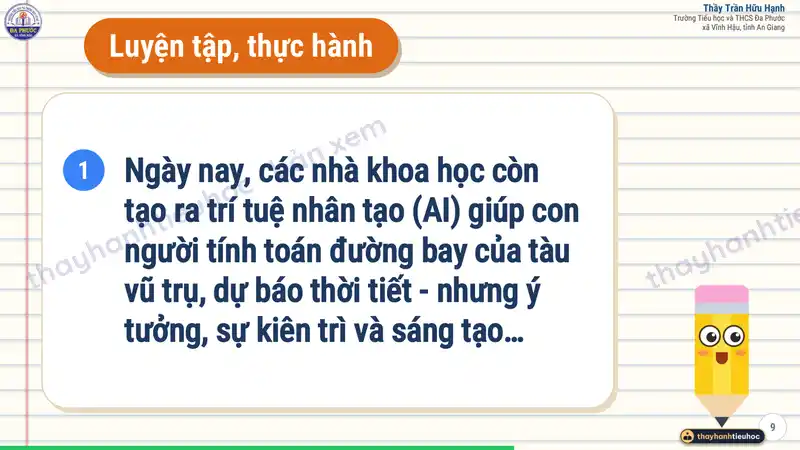 Thầy Trần Hữu Hạnh
Trường Tiểu học và THCS Đa Phước
xã Vĩnh Hậu, tỉnh An Giang
ĐA PHƯỚC
Luyện tập, thực hành
1
Ngày nay, các nhà khoa học còn
tạo ra trí tuệ nhân tạo (AI) giúp con
người tính toán đường bay của tàu
vũ trụ, dự báo thời tiết - nhưng ý
tưởng, sự kiên trì và sáng tạo...
thayhanhtieuhoc
9